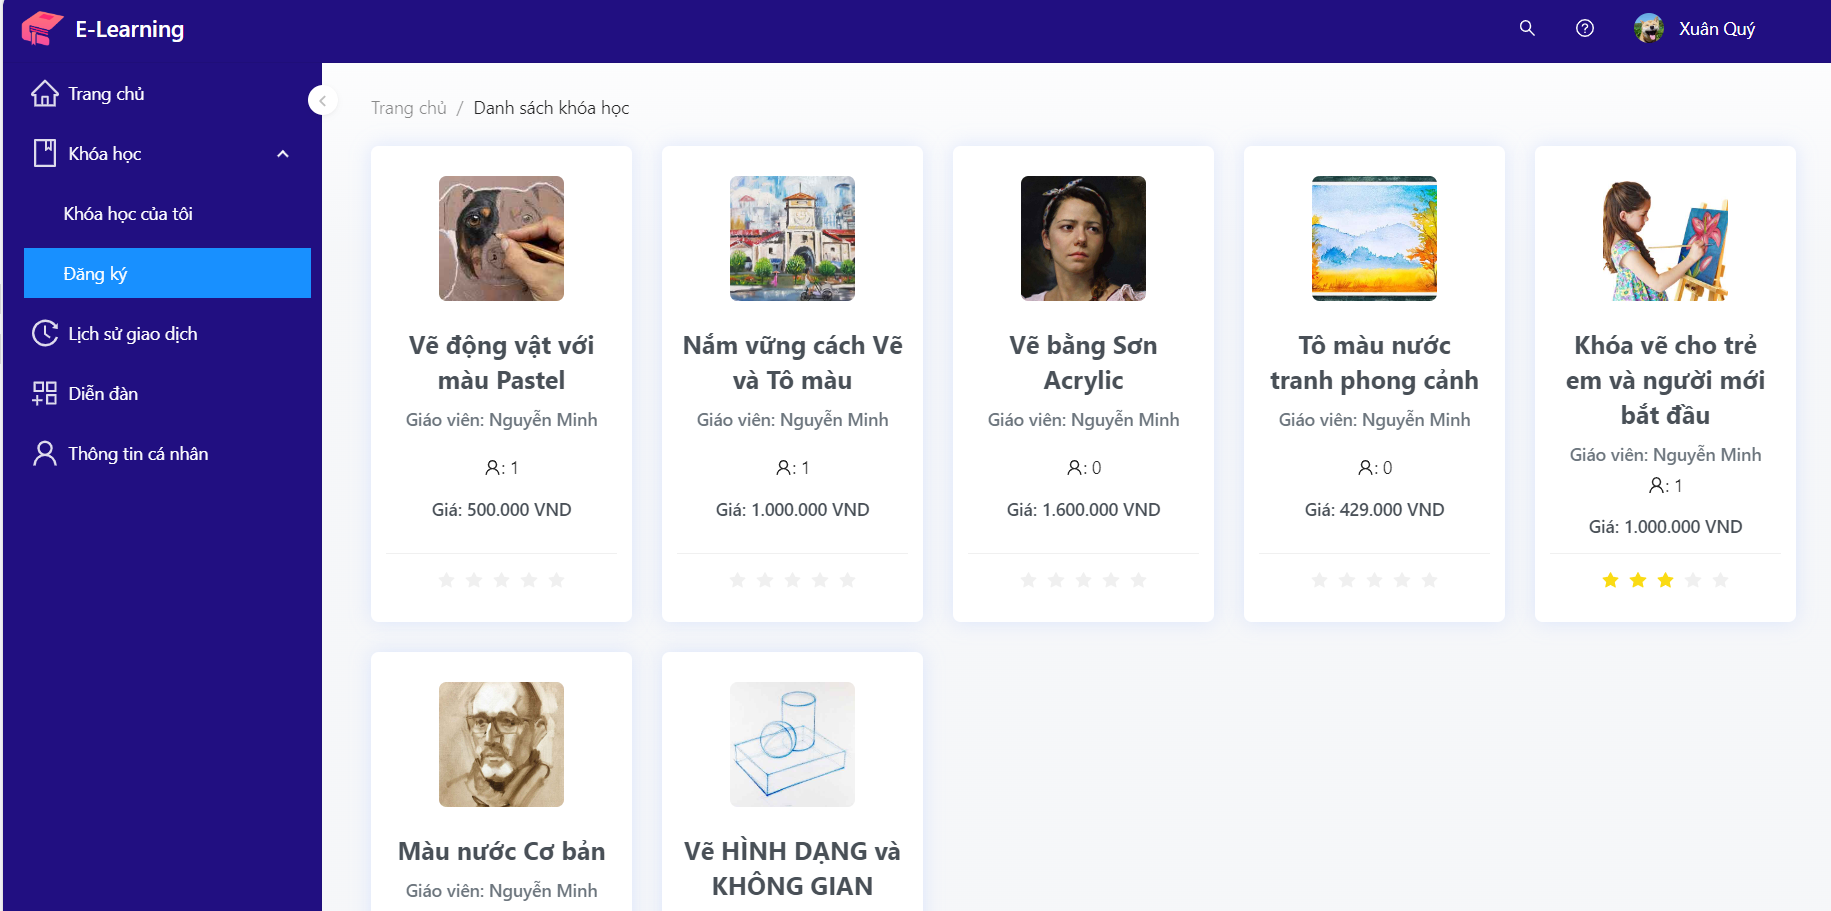 E-Learning
Xuân Quý
Trang chủ
Khóa học
Khóa học của tôi
Đăng ký
Lịch sử giao dịch
Diễn đàn
Thông tin cá nhân
Trang chủ / Danh sách khóa học
Vẽ động vật với
màu Pastel
Giáo viên: Nguyễn Minh
: 1
Giá: 500.000 VND
Nắm vững cách Vẽ
và Tô màu
Giáo viên: Nguyễn Minh
: 1
Giá: 1.000.000 VND
Vẽ bằng Sơn
Acrylic
Giáo viên: Nguyễn Minh
: 0
Giá: 1.600.000 VND
Tô màu nước
tranh phong cảnh
Giáo viên: Nguyễn Minh
: 0
Giá: 429.000 VND
Khóa vẽ cho trẻ
em và người mới
bắt đầu
Giáo viên: Nguyễn Minh
: 1
Giá: 1.000.000 VND
Màu nước Cơ bản
Giáo viên: Nguyễn Minh
Vẽ HÌNH DẠNG và
KHÔNG GIAN